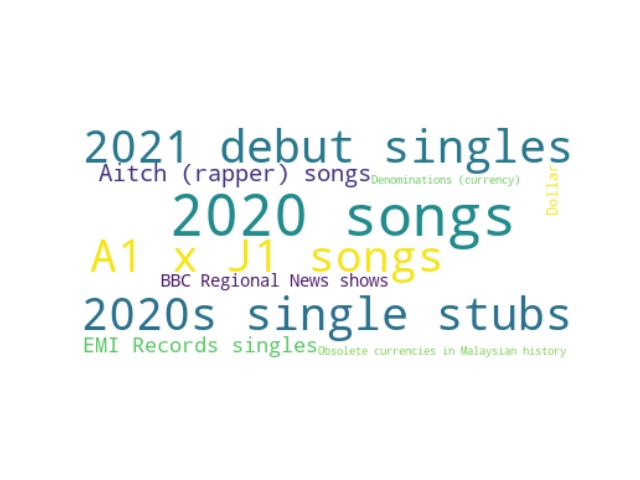 2021 debut singles
Aitch (rapper) songs
Denominations (currency)
Dollar
2020 songs
A1 x J1 songs
BBC Regional News shows
2020s single stubs
EMI Records singles
Obsolete currencies in Malaysian history